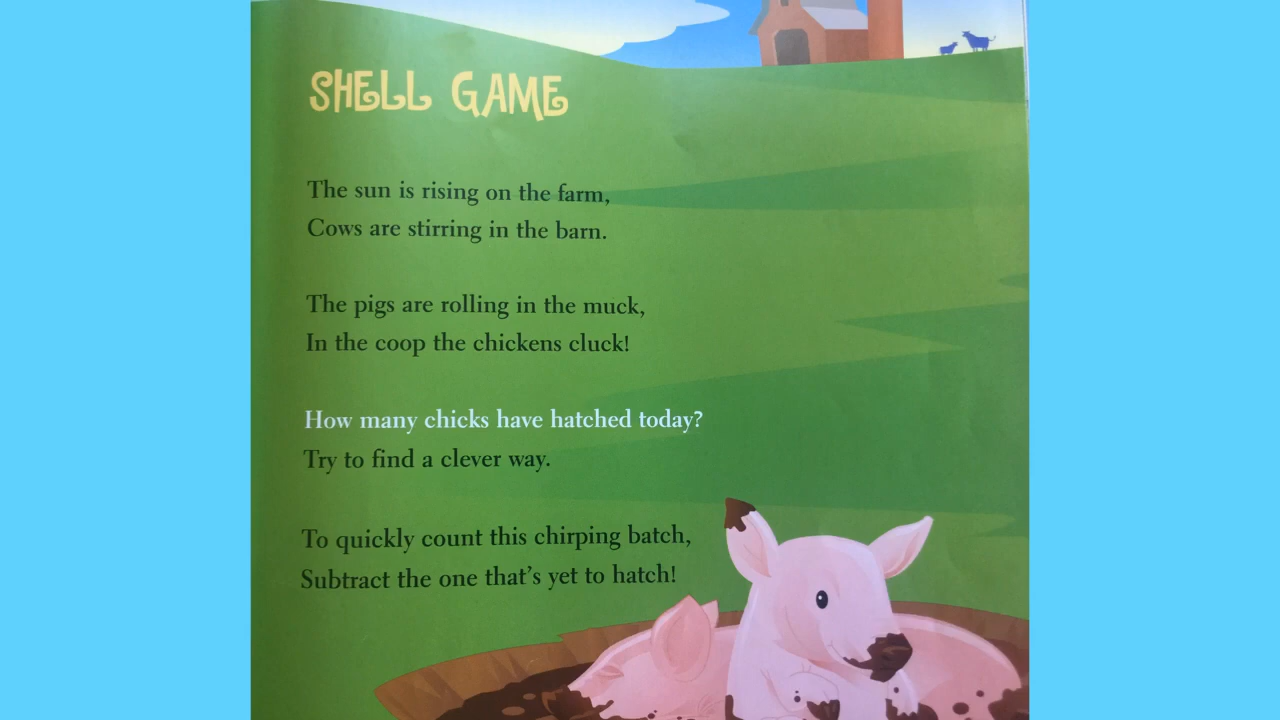 SHELL GAME
The sun is rising on the farm,
Cows are stirring in the barn.
The pigs are rolling in the muck,
In the coop the chickens cluck!
How many chicks have hatched today?
Try to find a clever way.
To quickly count this chirping batch,
Subtract the one that's yet to hatch!